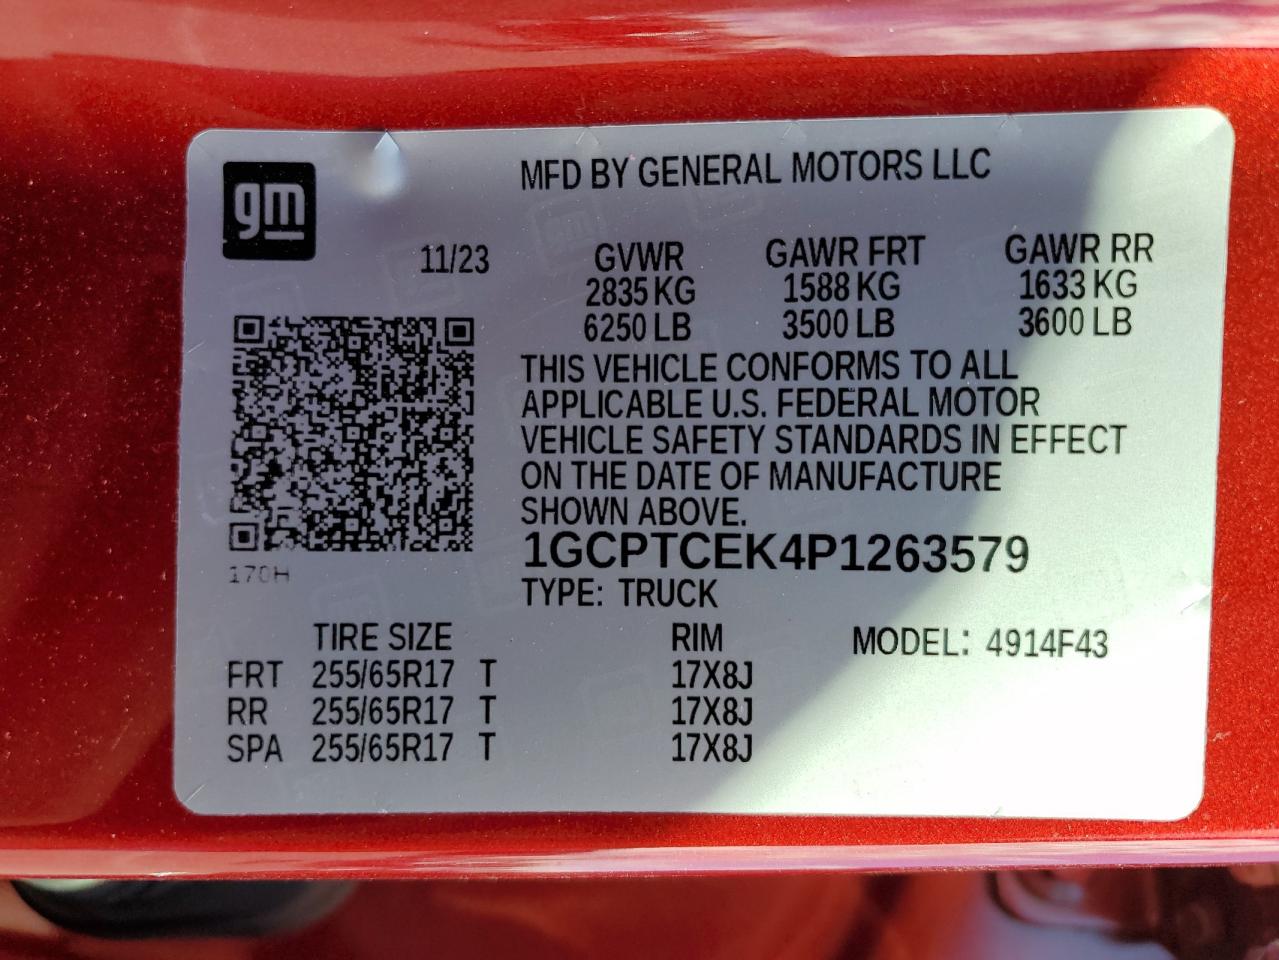 gm
MFD BY GENERAL MOTORS LLC
11/23
GVWR GAWR FRT GAWR RR
2835 KG 1588 KG 1633 KG
6250 LB 3500 LB 3600 LB
THIS VEHICLE CONFORMS TO ALL
APPLICABLE U.S. FEDERAL MOTOR
VEHICLE SAFETY STANDARDS IN EFFECT
ON THE DATE OF MANUFACTURE
SHOWN ABOVE.
170H
1GCPTCEK4P1263579
TYPE: TRUCK
TIRE SIZE RIM MODEL: 4914F43
FRT 255/65R17 T 17X8J
RR 255/65R17 T 17X8J
SPA 255/65R17 T 17X8J